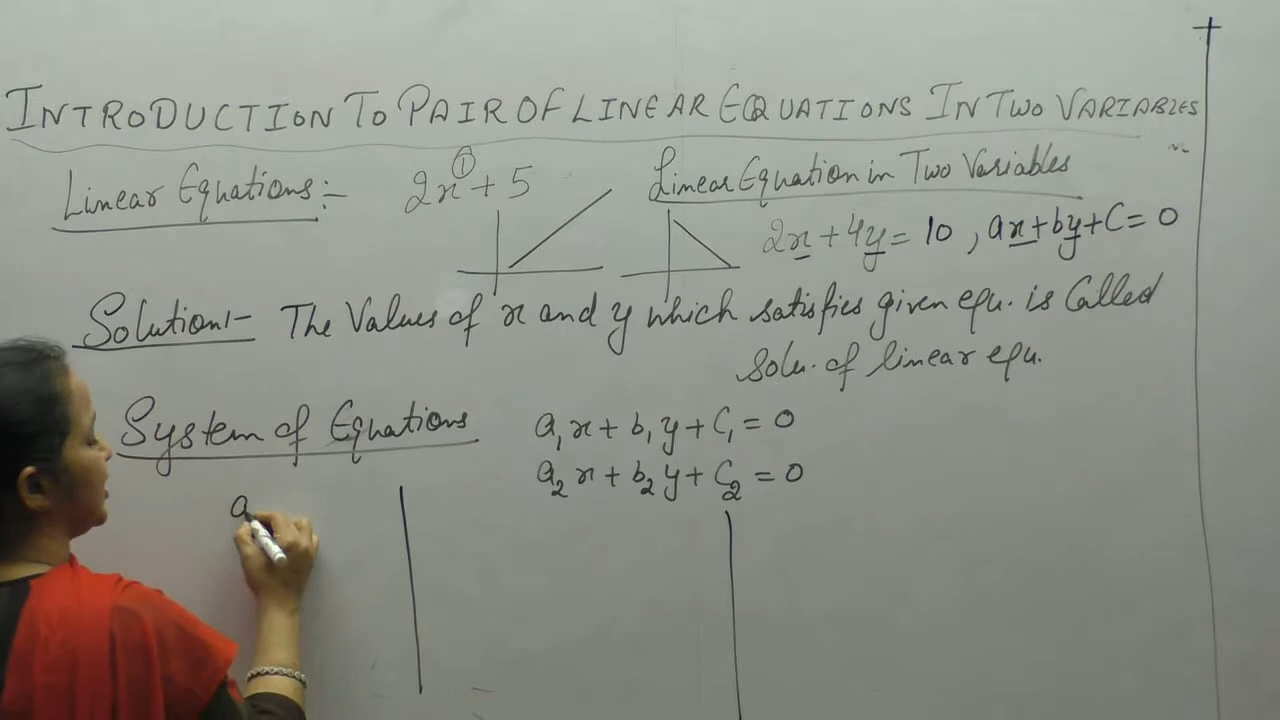 INTRODUCTION TO PAIR OF LINEAR EQUATIONS IN TWO VARIABLES
Linear Equations:- 2x^① + 5
Linear Equation in Two Variables
2x + 4y = 10 , ax + by + C = 0
Solution:- The Values of x and y which satisfies given equ. is Called
Solu. of linear equ.
System of Equations
a₁x + b₁y + C₁ = 0
a₂x + b₂y + C₂ = 0
a